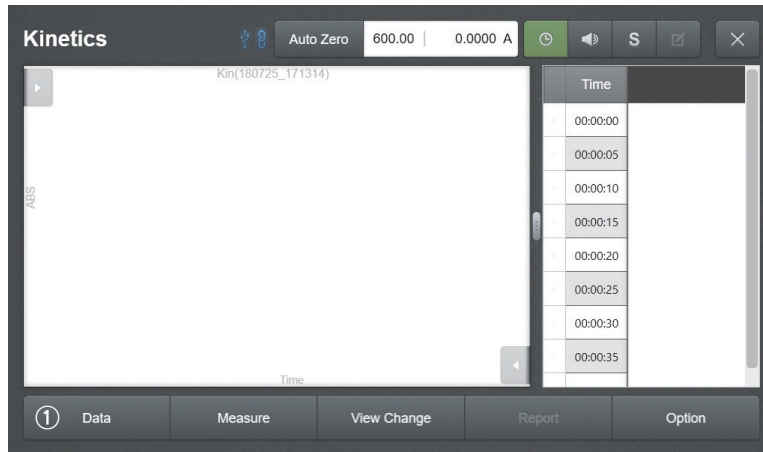 Kinetics
Auto Zero
600.00 | 0.0000 A
S
Kin(180725_171314)
ABS
Time
Time
00:00:00
00:00:05
00:00:10
00:00:15
00:00:20
00:00:25
00:00:30
00:00:35
① Data
Measure
View Change
Report
Option